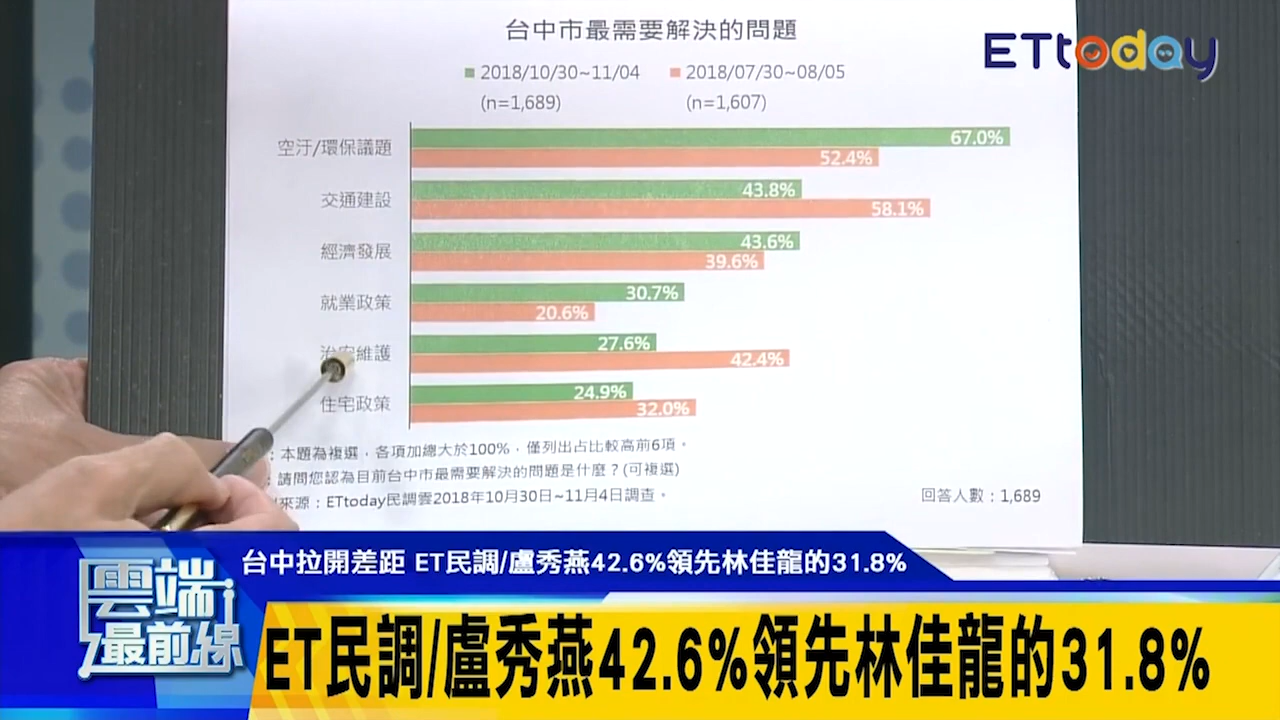 台中市最需要解決的問題
ETtoday
2018/10/30~11/04 2018/07/30~08/05
(n=1,689) (n=1,607)
空汙/環保議題 67.0% 52.4%
交通建設 43.8% 58.1%
經濟發展 43.6% 39.6%
就業政策 30.7% 20.6%
治安維護 27.6% 42.4%
住宅政策 24.9% 32.0%
：本題為複選，各項加總大於100%，僅列出占比較高前6項。
：請問您認為目前台中市最需要解決的問題是什麼？(可複選)
來源：ETtoday民調雲2018年10月30日~11月4日調查。
回答人數：1,689
台中拉開差距 ET民調/盧秀燕42.6%領先林佳龍的31.8%
雲端
最前線
ET民調/盧秀燕42.6%領先林佳龍的31.8%